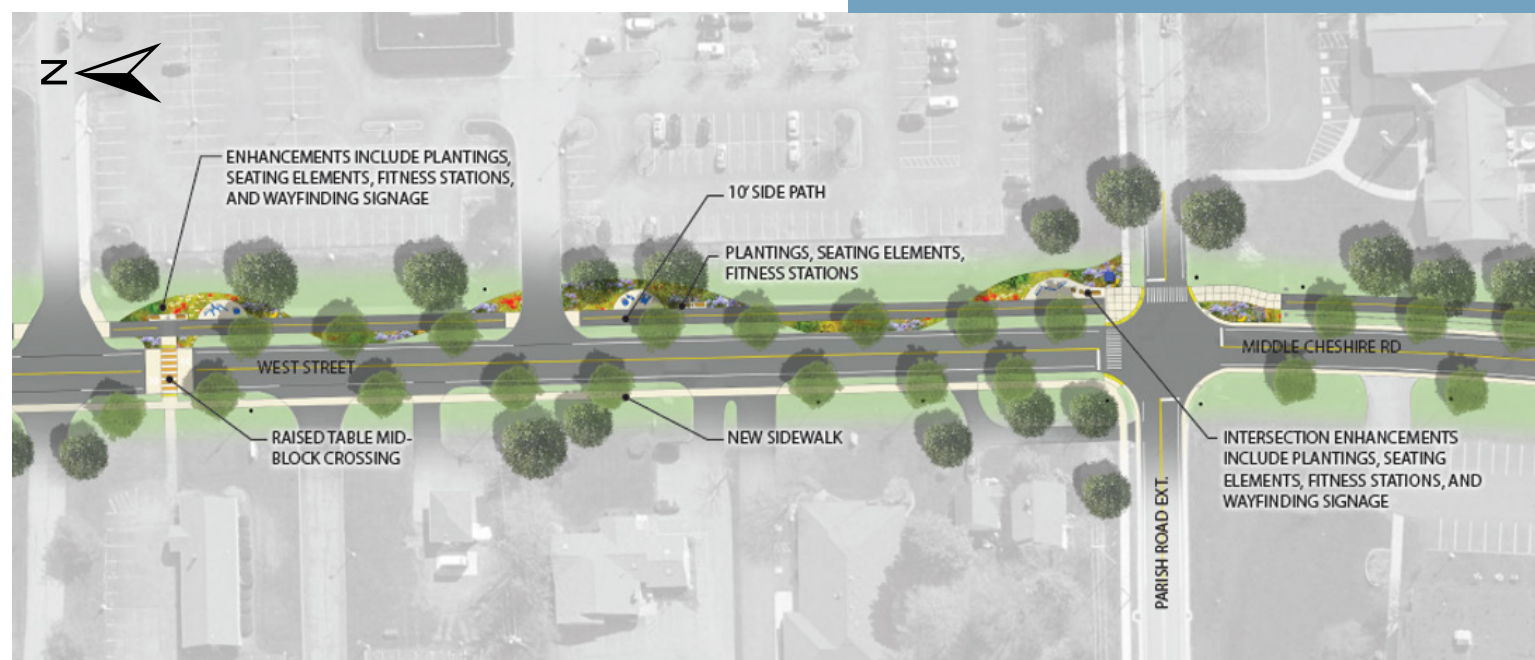 N
ENHANCEMENTS INCLUDE PLANTINGS,
SEATING ELEMENTS, FITNESS STATIONS,
AND WAYFINDING SIGNAGE
10' SIDE PATH
PLANTINGS, SEATING ELEMENTS,
FITNESS STATIONS
WEST STREET
MIDDLE CHESHIRE RD
RAISED TABLE MID-
BLOCK CROSSING
NEW SIDEWALK
INTERSECTION ENHANCEMENTS
INCLUDE PLANTINGS, SEATING
ELEMENTS, FITNESS STATIONS, AND
WAYFINDING SIGNAGE
PARISH ROAD EXT.